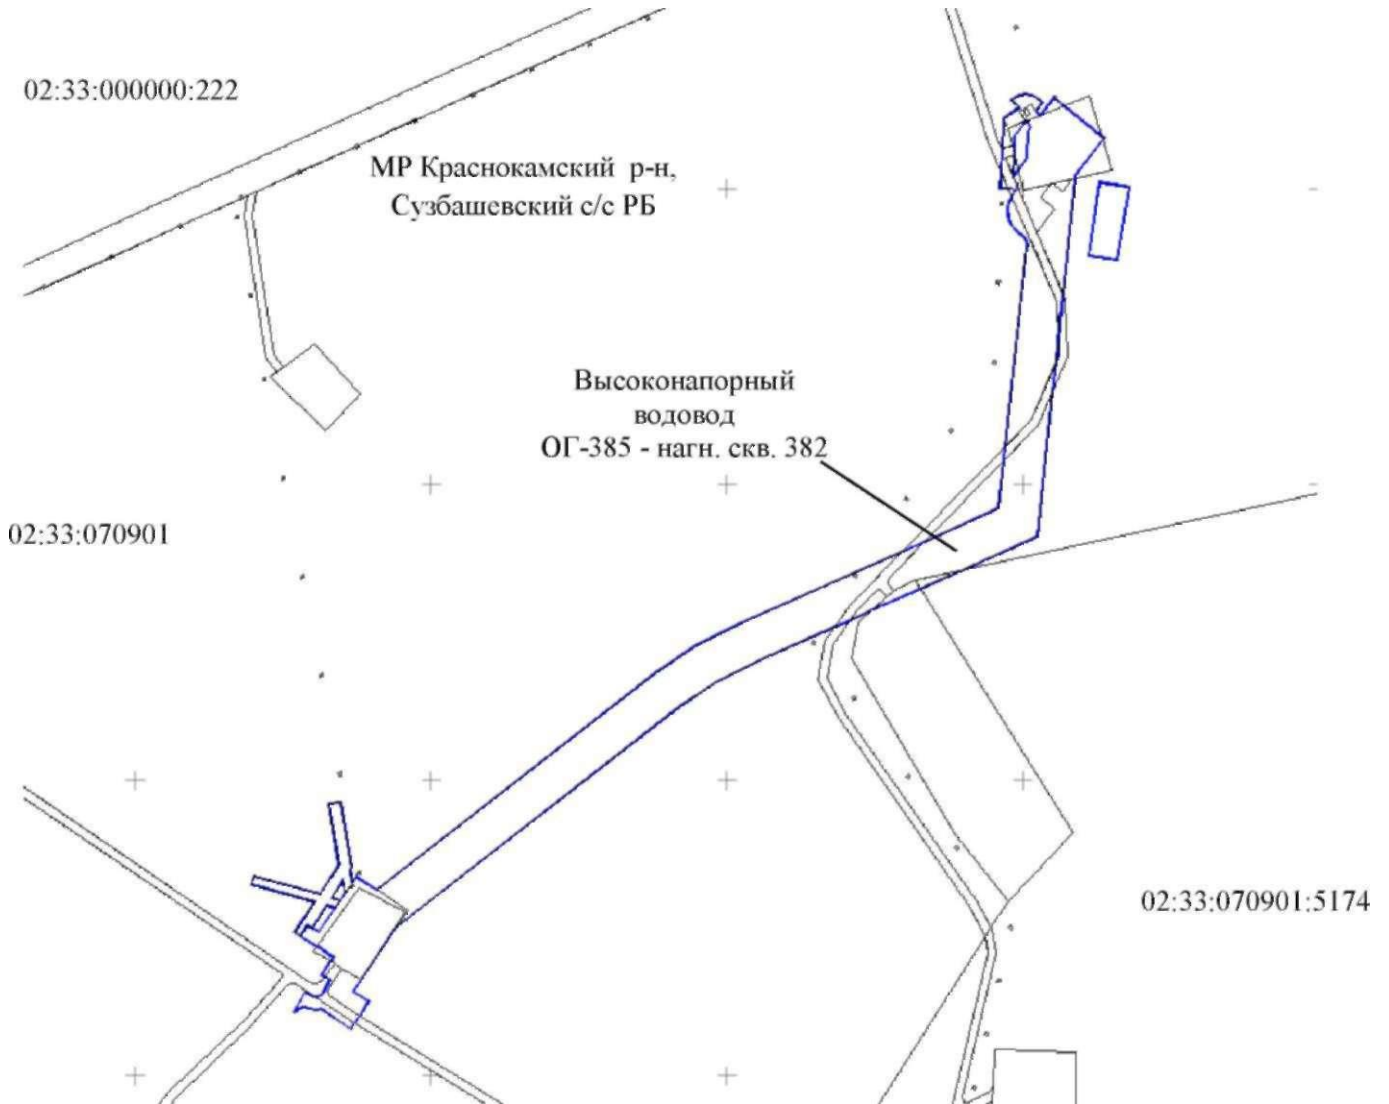 02:33:000000:222
МР Краснокамский р-н,
Сузбашевский с/с РБ
Высоконапорный
водовод
ОГ-385 - нагн. скв. 382
02:33:070901
02:33:070901:5174